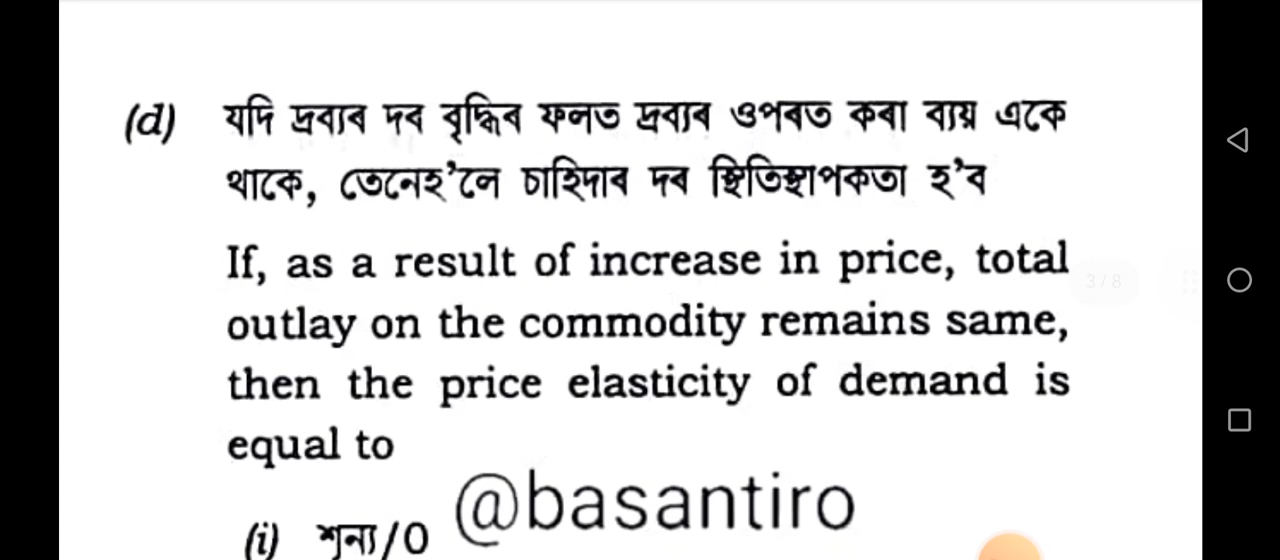 (d) যদি দ্ৰব্যৰ দৰ বৃদ্ধিৰ ফলত দ্ৰব্যৰ ওপৰত কৰা ব্যয় একে
থাকে, তেনেহ'লে চাহিদাৰ দৰ স্থিতিস্থাপকতা হ'ব
If, as a result of increase in price, total
outlay on the commodity remains same,
3/8
then the price elasticity of demand is
equal to
@basantiro
(i) শূন্য/0